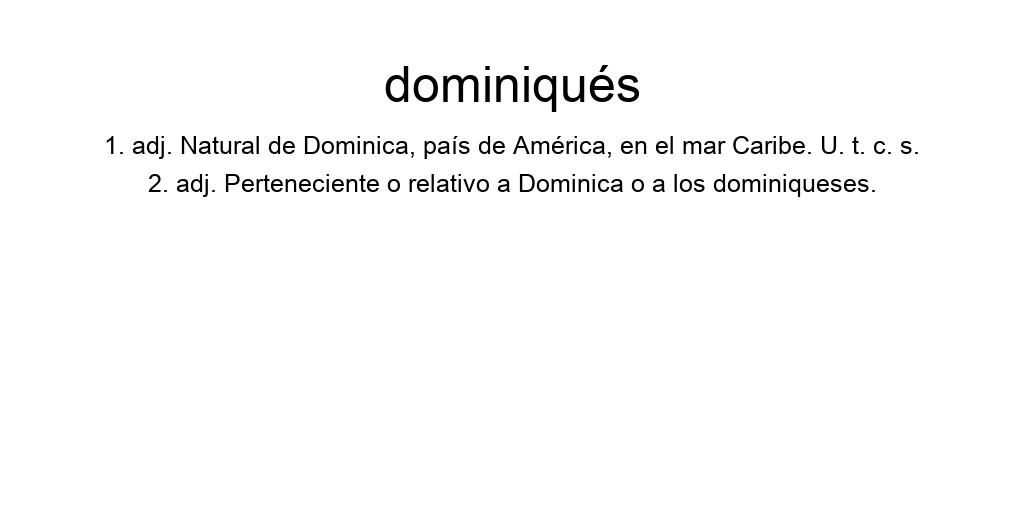 dominiqués
1. adj. Natural de Dominica, país de América, en el mar Caribe. U. t. c. s.
2. adj. Perteneciente o relativo a Dominica o a los dominiqueses.